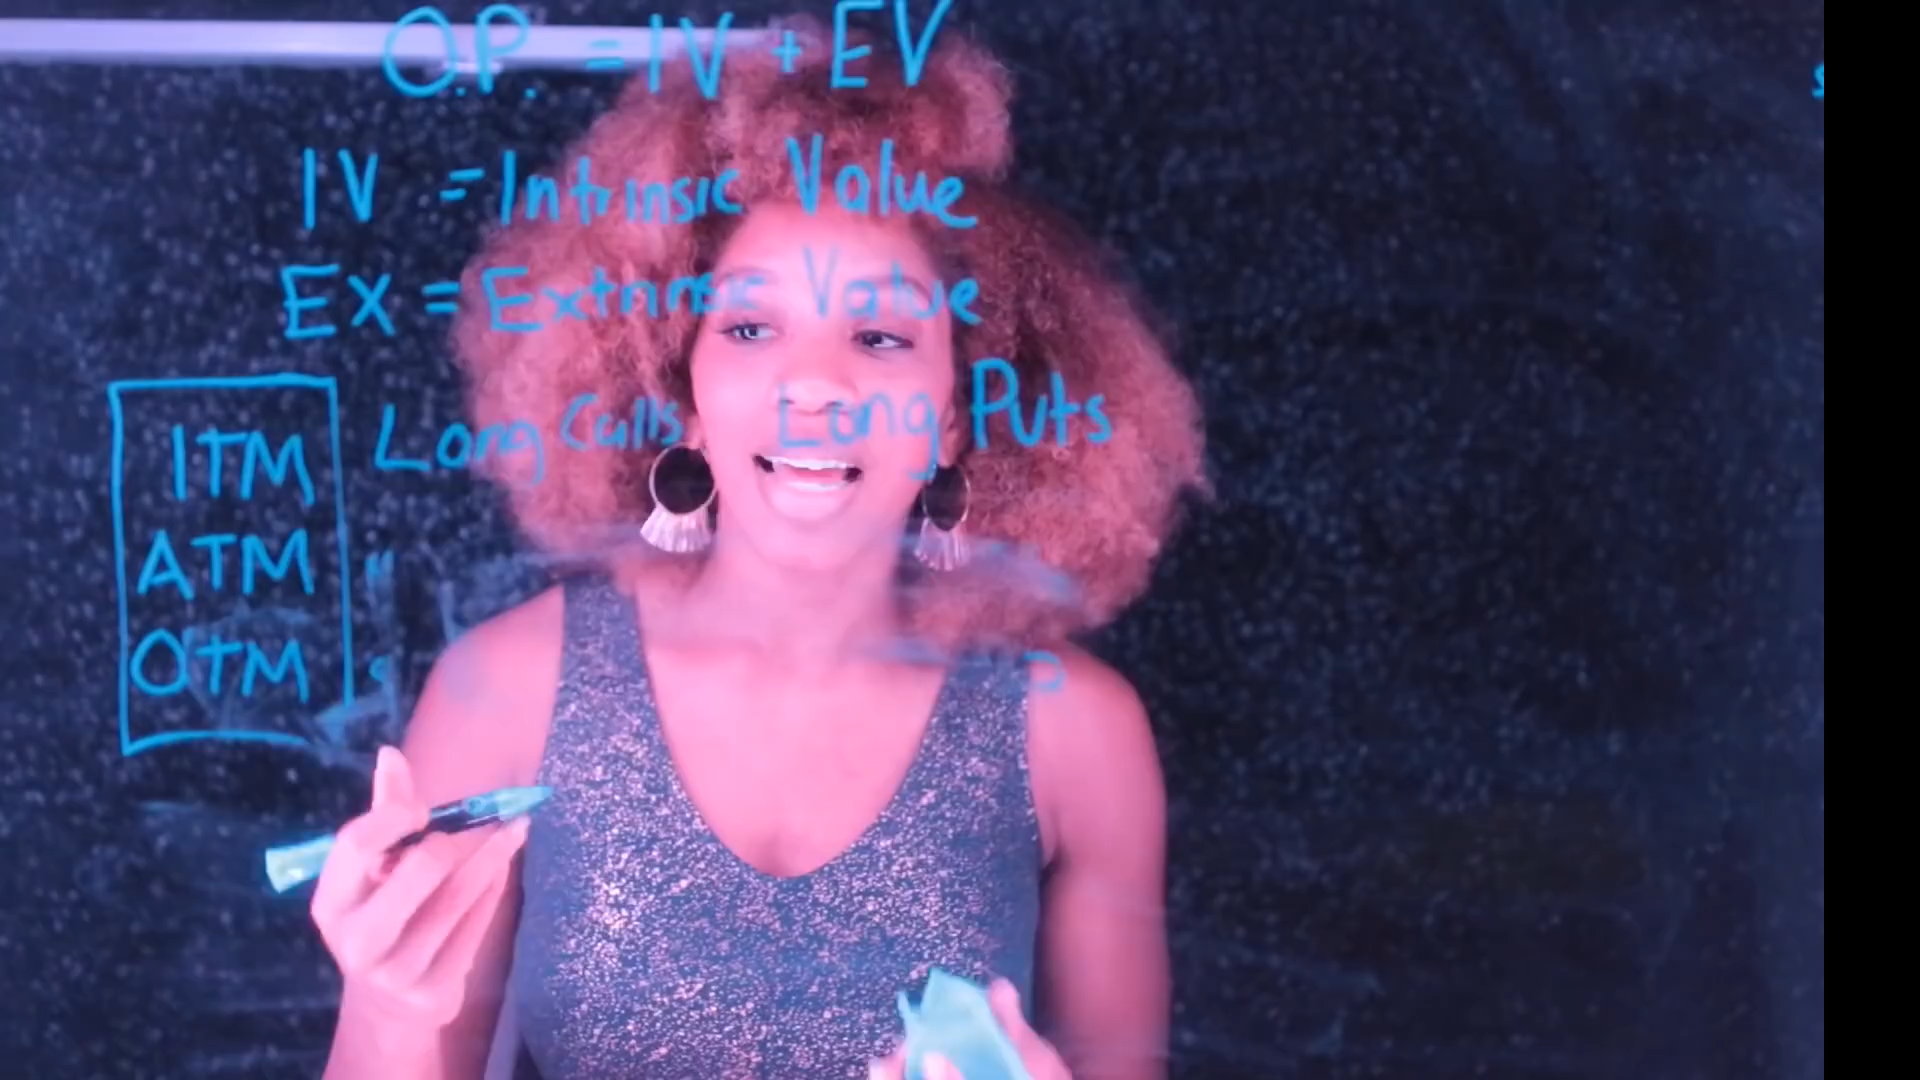 O.P. = IV + EV
IV = Intrinsic Value
EX = Extrinsic Value
ITM Long Calls Long Puts
ATM "
OTM